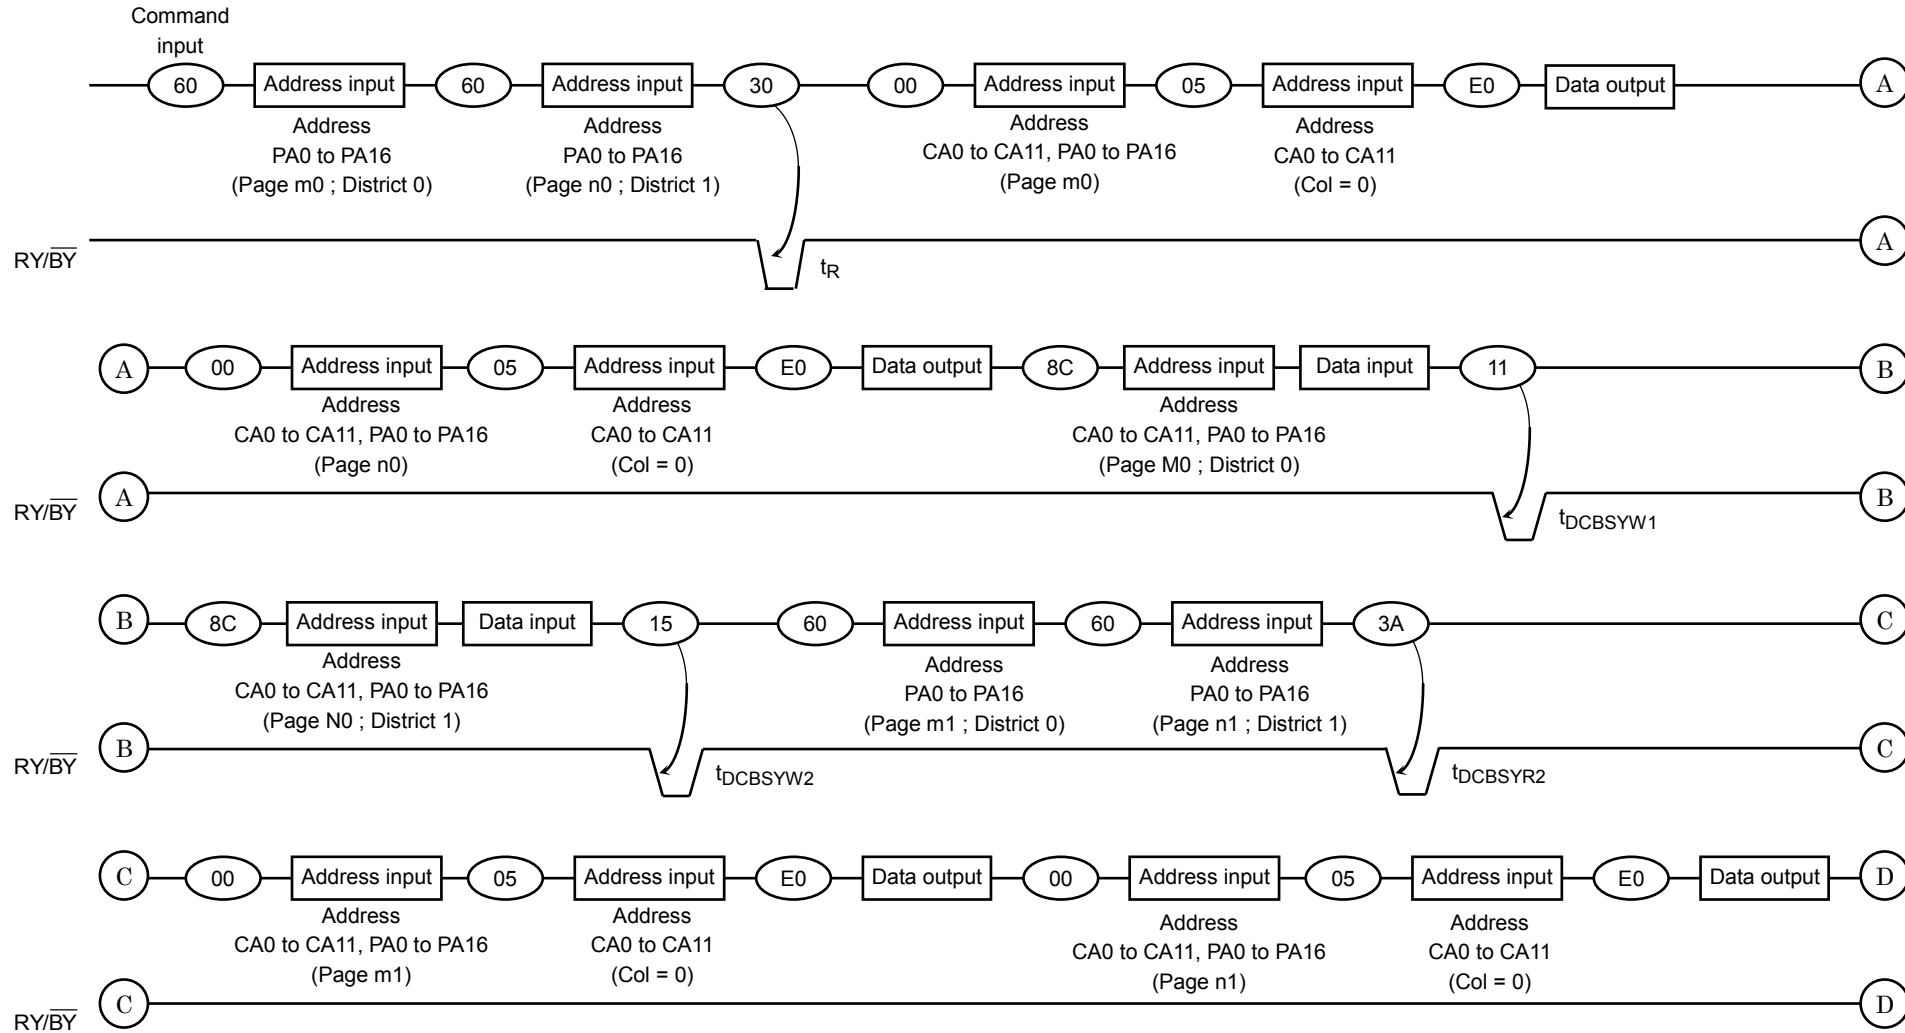 Command
input
60 Address input 60 Address input 30 00 Address input 05 Address input E0 Data output A
Address
PA0 to PA16
(Page m0 ; District 0)
Address
PA0 to PA16
(Page n0 ; District 1)
Address
CA0 to CA11, PA0 to PA16
(Page m0)
Address
CA0 to CA11
(Col = 0)
RY/BY tR A
A 00 Address input 05 Address input E0 Data output 8C Address input Data input 11 B
Address
CA0 to CA11, PA0 to PA16
(Page n0)
Address
CA0 to CA11
(Col = 0)
Address
CA0 to CA11, PA0 to PA16
(Page M0 ; District 0)
RY/BY A tDCBSYW1 B
B 8C Address input Data input 15 60 Address input 60 Address input 3A C
Address
CA0 to CA11, PA0 to PA16
(Page N0 ; District 1)
Address
PA0 to PA16
(Page m1 ; District 0)
Address
PA0 to PA16
(Page n1 ; District 1)
RY/BY B tDCBSYW2 tDCBSYR2 C
C 00 Address input 05 Address input E0 Data output 00 Address input 05 Address input E0 Data output D
Address
CA0 to CA11, PA0 to PA16
(Page m1)
Address
CA0 to CA11
(Col = 0)
Address
CA0 to CA11, PA0 to PA16
(Page n1)
Address
CA0 to CA11
(Col = 0)
RY/BY C D